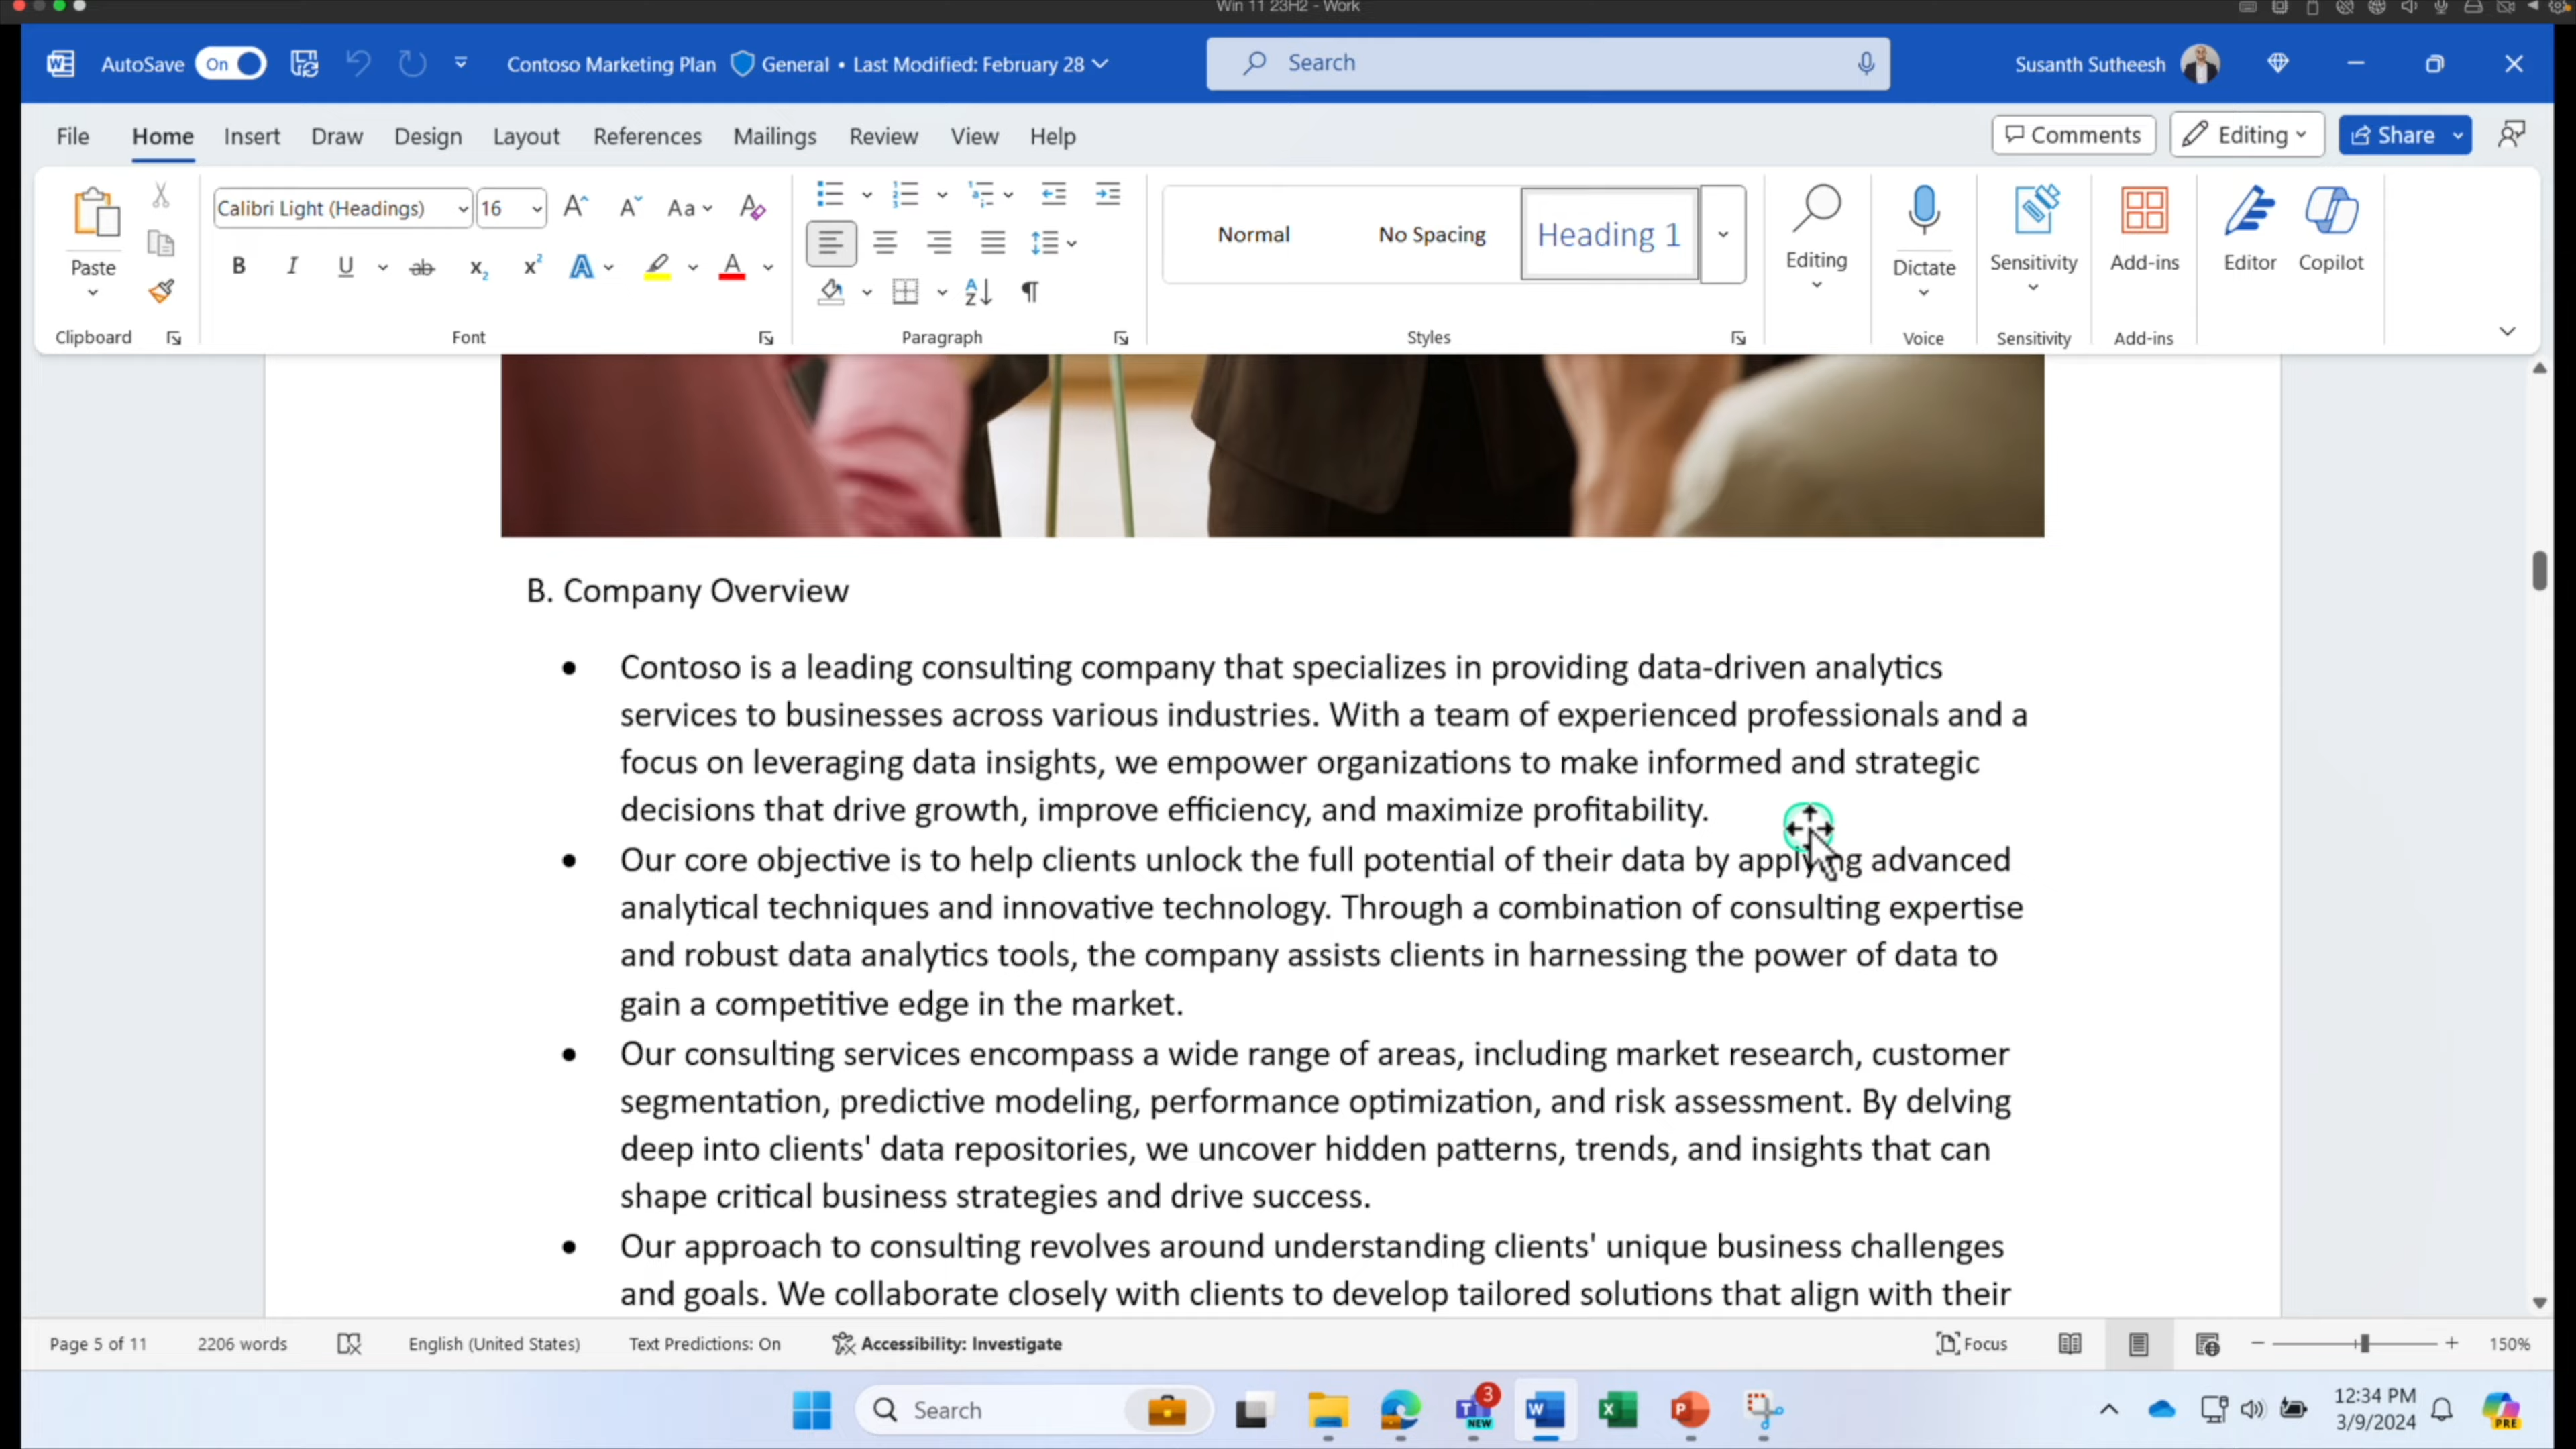 Win 11 23H2 - Work
AutoSave On Contoso Marketing Plan General • Last Modified: February 28 Search Susanth Sutheesh
File Home Insert Draw Design Layout References Mailings Review View Help Comments Editing Share
Paste
Clipboard
Calibri Light (Headings) 16
Font
Paragraph
Normal No Spacing Heading 1
Styles
Editing
Dictate
Voice
Sensitivity
Sensitivity
Add-ins
Add-ins
Editor Copilot
B. Company Overview
• Contoso is a leading consulting company that specializes in providing data-driven analytics
services to businesses across various industries. With a team of experienced professionals and a
focus on leveraging data insights, we empower organizations to make informed and strategic
decisions that drive growth, improve efficiency, and maximize profitability.
• Our core objective is to help clients unlock the full potential of their data by applying advanced
analytical techniques and innovative technology. Through a combination of consulting expertise
and robust data analytics tools, the company assists clients in harnessing the power of data to
gain a competitive edge in the market.
• Our consulting services encompass a wide range of areas, including market research, customer
segmentation, predictive modeling, performance optimization, and risk assessment. By delving
deep into clients' data repositories, we uncover hidden patterns, trends, and insights that can
shape critical business strategies and drive success.
• Our approach to consulting revolves around understanding clients' unique business challenges
and goals. We collaborate closely with clients to develop tailored solutions that align with their
Page 5 of 11 2206 words English (United States) Text Predictions: On Accessibility: Investigate Focus 150%
Search 3 NEW 12:34 PM
3/9/2024 PRE